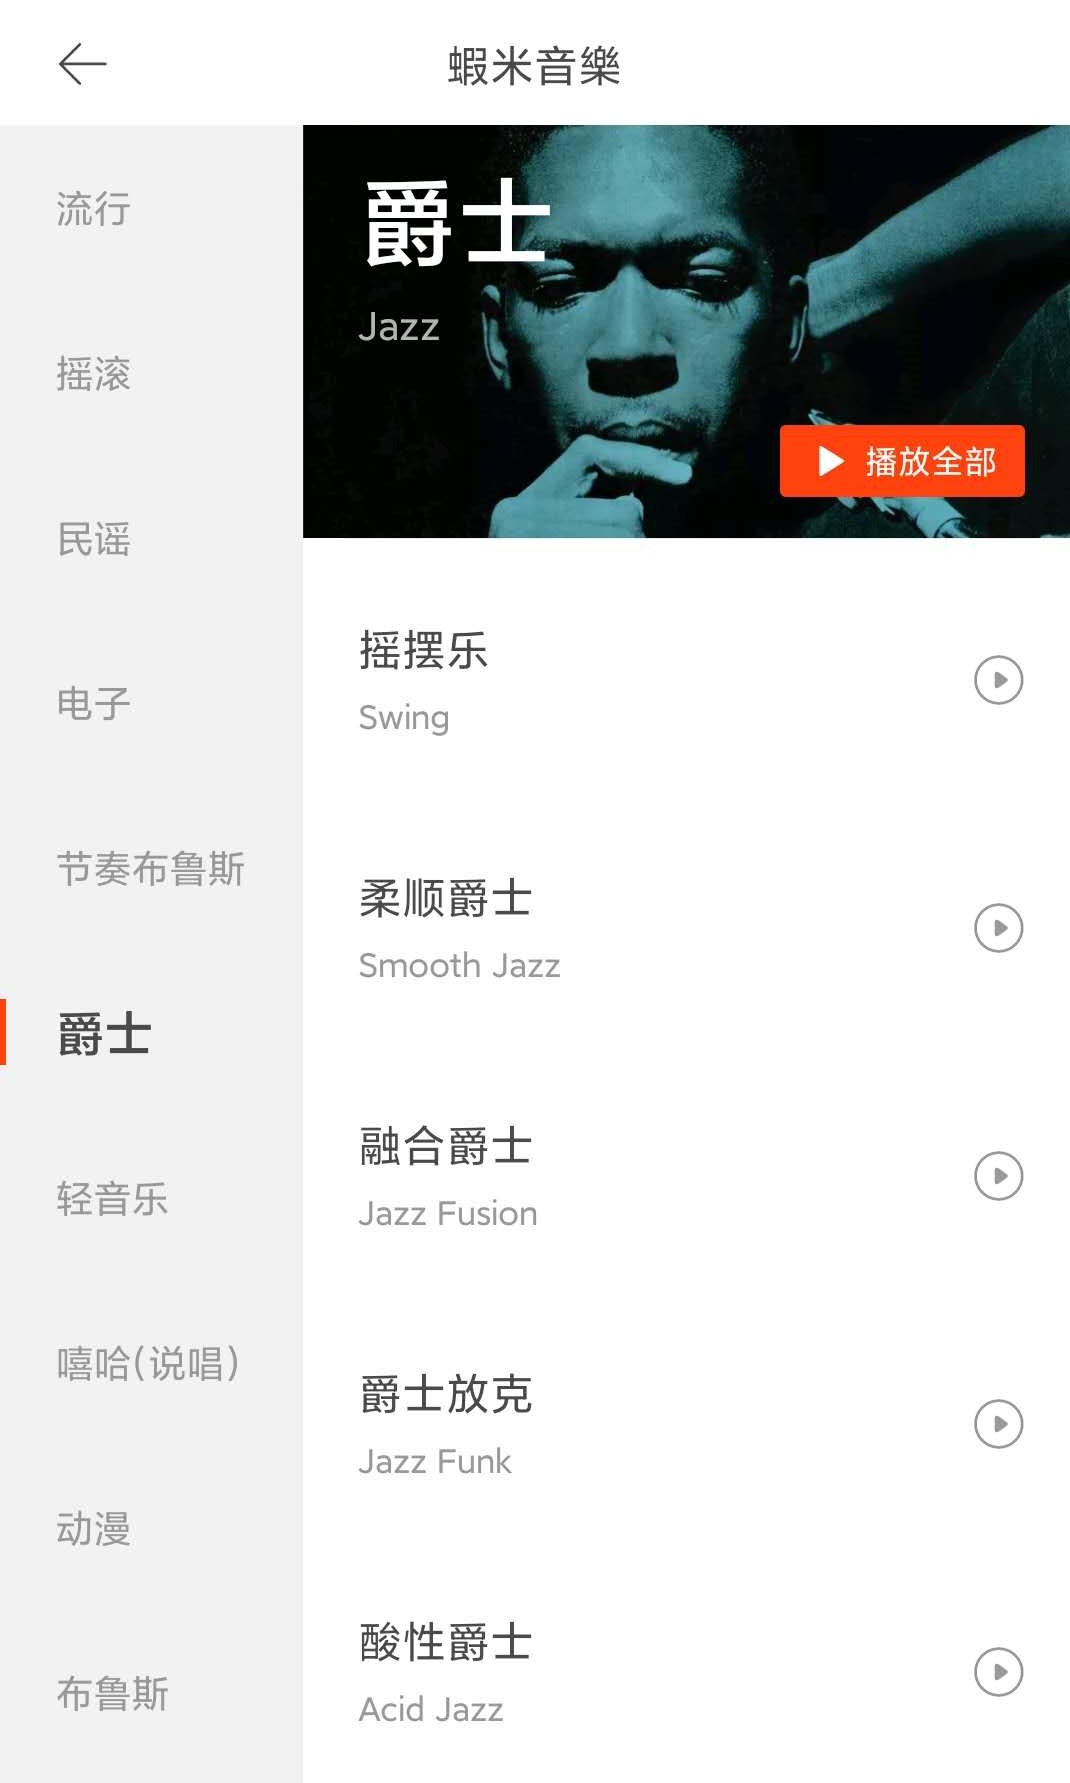 蝦米音樂
流行
摇滚
民谣
电子
节奏布鲁斯
爵士
轻音乐
嘻哈(说唱)
动漫
布鲁斯
爵士
Jazz
播放全部
摇摆乐
Swing
柔顺爵士
Smooth Jazz
融合爵士
Jazz Fusion
爵士放克
Jazz Funk
酸性爵士
Acid Jazz